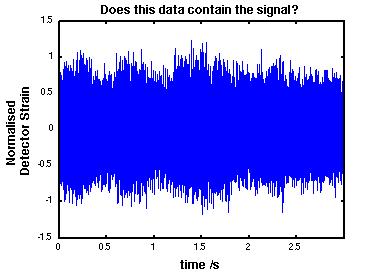 Does this data contain the signal?
Normalised
Detector Strain
1.5
1
0.5
0
-0.5
-1
-1.5
0 0.5 1 1.5 2 2.5
time /s